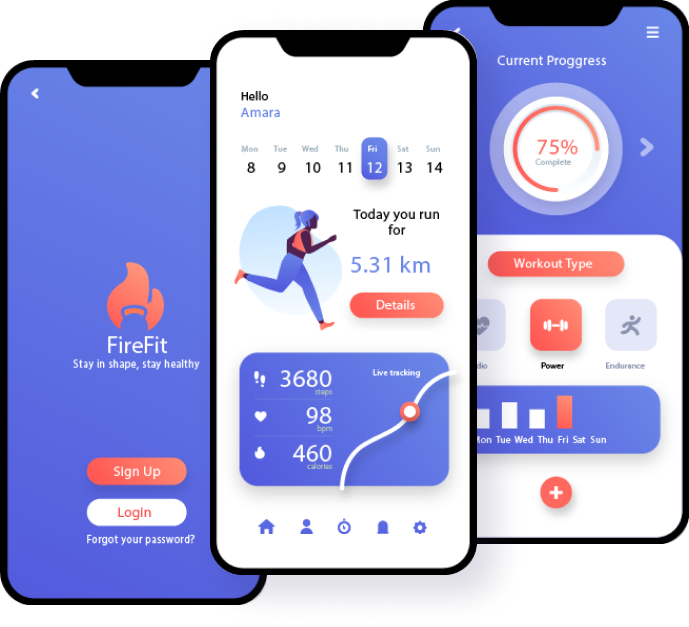 FireFit
Stay in shape, stay healthy
Sign Up
Login
Forgot your password?
Hello
Amara
Mon Tue Wed Thu Fri Sat Sun
8 9 10 11 12 13 14
Today you run
for
5.31 km
Details
3680
steps
Live tracking
98
bpm
460
calories
Current Proggress
75%
Complete
Workout Type
dio Power Endurance
Mon Tue Wed Thu Fri Sat Sun